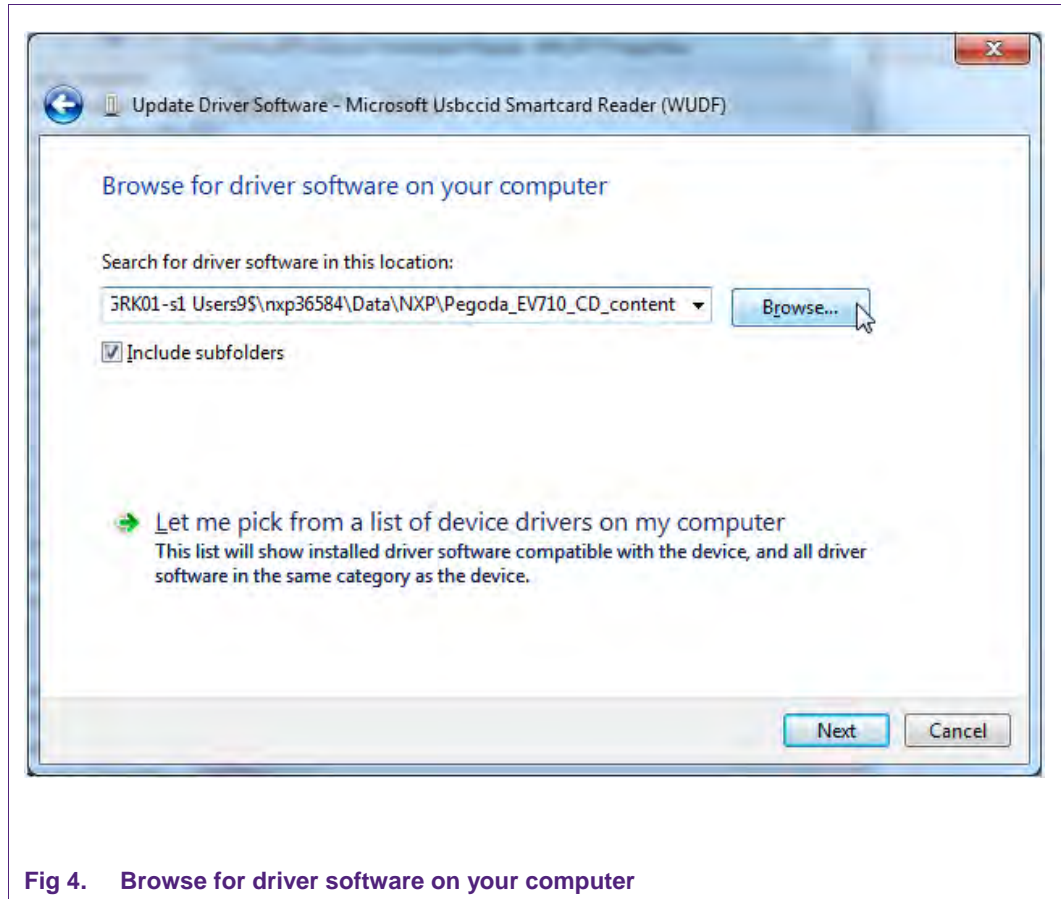 Update Driver Software - Microsoft Usbccid Smartcard Reader (WUDF)
Browse for driver software on your computer
Search for driver software in this location:
GRK01-s1 Users9$\nxp36584\Data\NXP\Pegoda_EV710_CD_content
Browse...
Include subfolders
Let me pick from a list of device drivers on my computer
This list will show installed driver software compatible with the device, and all driver
software in the same category as the device.
Next Cancel
Fig 4. Browse for driver software on your computer